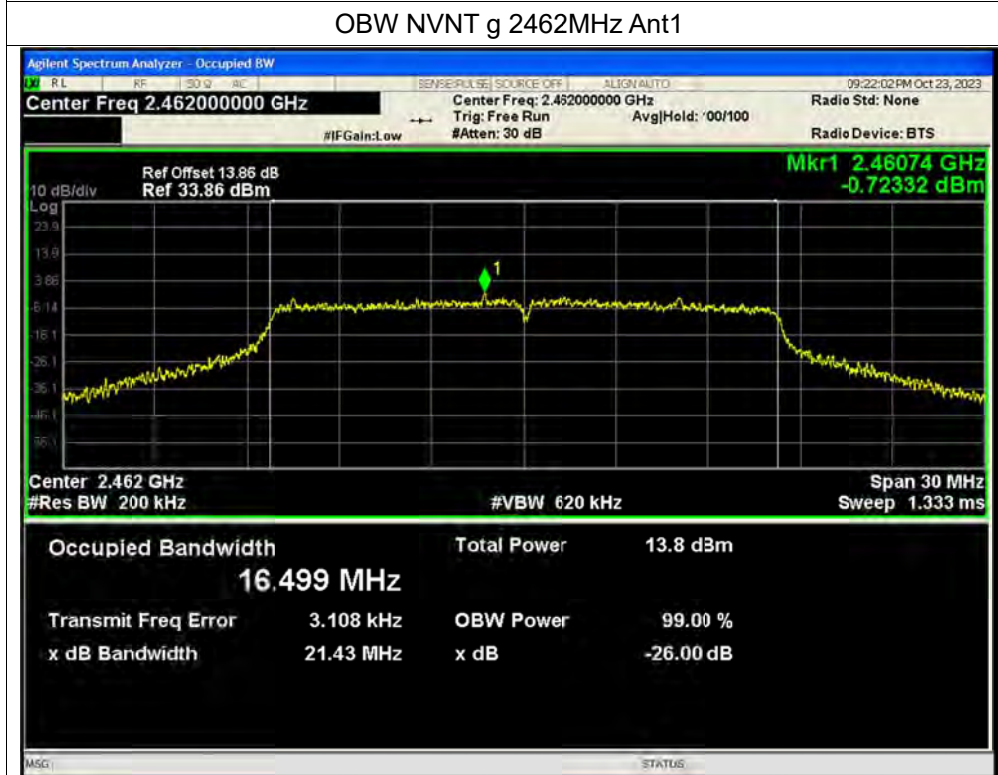 OBW NVNT g 2462MHz Ant1
Agilent Spectrum Analyzer - Occupied BW
RL RF 50 Ω AC SENSE:PULSE SOURCE OFF ALIGN AUTO 09:22:02 PM Oct 23, 2023
Center Freq 2.462000000 GHz Center Freq: 2.462000000 GHz Radio Std: None
Trig: Free Run Avg|Hold: 100/100
#IFGain:Low #Atten: 30 dB Radio Device: BTS
Mkr1 2.46074 GHz
Ref Offset 13.86 dB
10 dB/div Ref 33.86 dBm -0.72332 dBm
Log
23.9
13.9
3.86
1
-6.14
-16.1
-26.1
-36.1
-46.1
-56.1
Center 2.462 GHz Span 30 MHz
#Res BW 200 kHz #VBW 620 kHz Sweep 1.333 ms
Occupied Bandwidth Total Power 13.8 dBm
16.499 MHz
Transmit Freq Error 3.108 kHz OBW Power 99.00 %
x dB Bandwidth 21.43 MHz x dB -26.00 dB
MSG STATUS